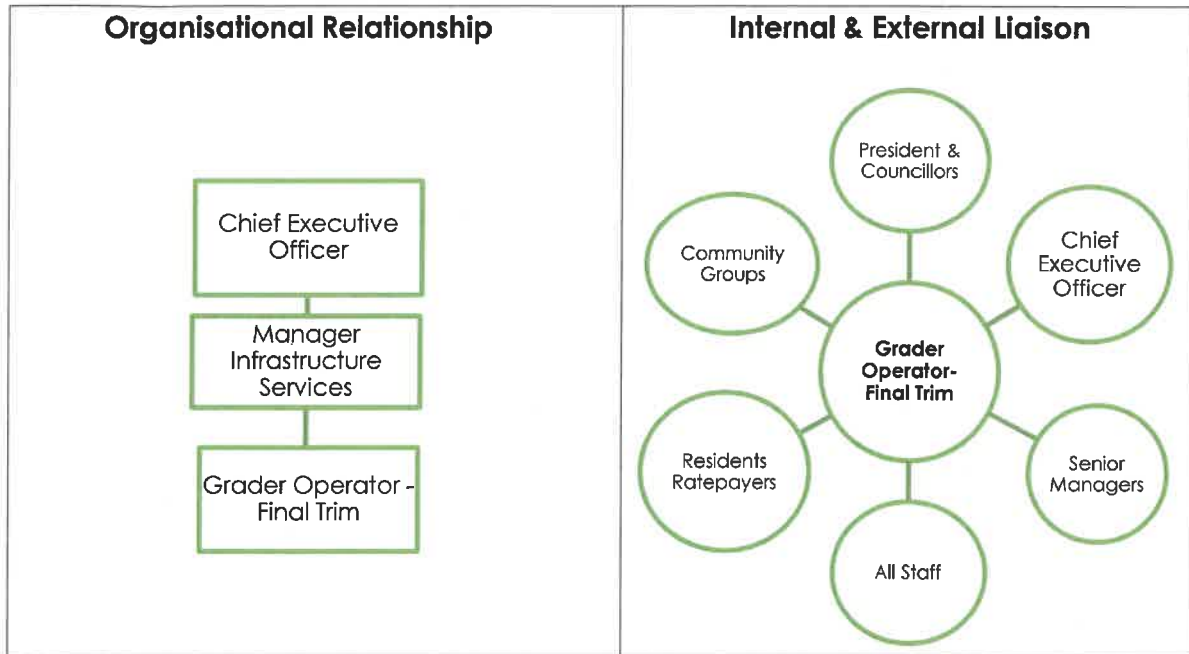 Organisational Relationship
Chief Executive
Officer
Manager
Infrastructure
Services
Grader Operator -
Final Trim
Internal & External Liaison
President &
Councillors
Community
Groups
Chief
Executive
Officer
Grader
Operator-
Final Trim
Residents
Ratepayers
Senior
Managers
All Staff